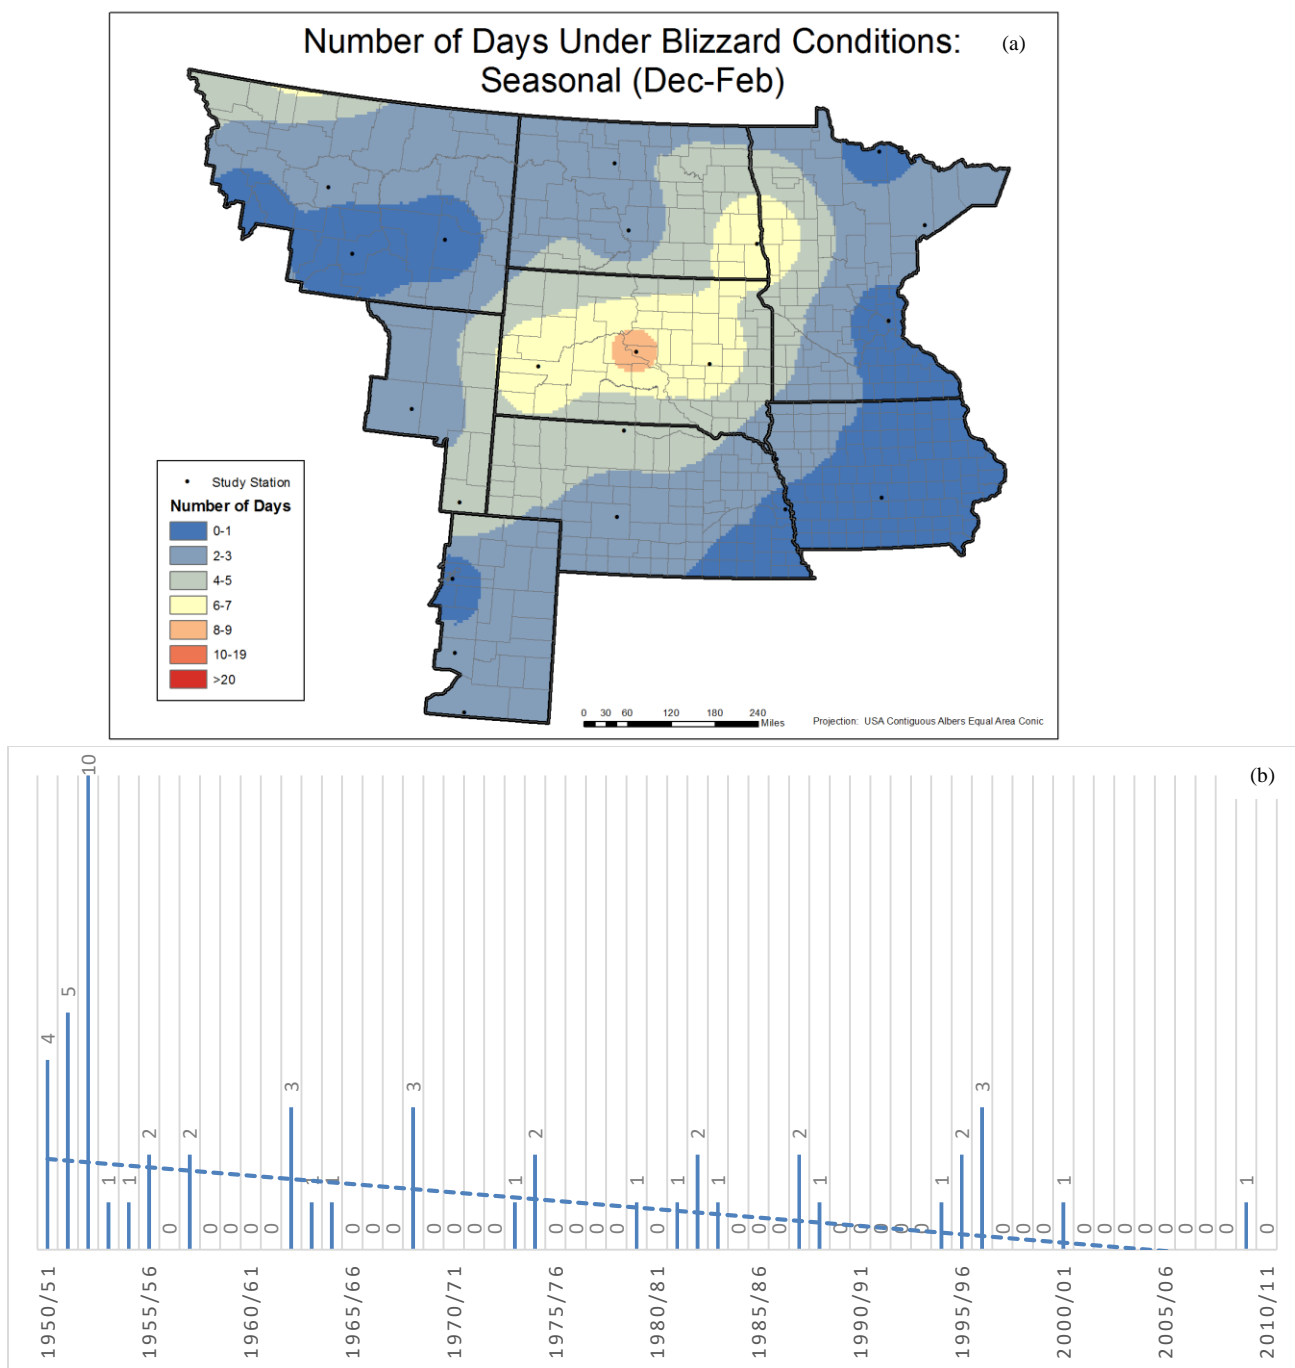 Number of Days Under Blizzard Conditions:
Seasonal (Dec-Feb)
(a)
Study Station
Number of Days
0-1
2-3
4-5
6-7
8-9
10-19
>20
0 30 60 120 180 240
Miles
Projection: USA Contiguous Albers Equal Area Conic
(b)
4 5 10 1 1 2 0 2 0 0 0 0 3 1 1 0 0 0 3 0 0 0 0 1 2 0 0 0 0 1 0 1 2 1 0 0 0 2 1 0 0 0 0 0 1 2 3 0 0 0 1 0 0 0 0 0 0 0 0 1 0
1950/51 1955/56 1960/61 1965/66 1970/71 1975/76 1980/81 1985/86 1990/91 1995/96 2000/01 2005/06 2010/11